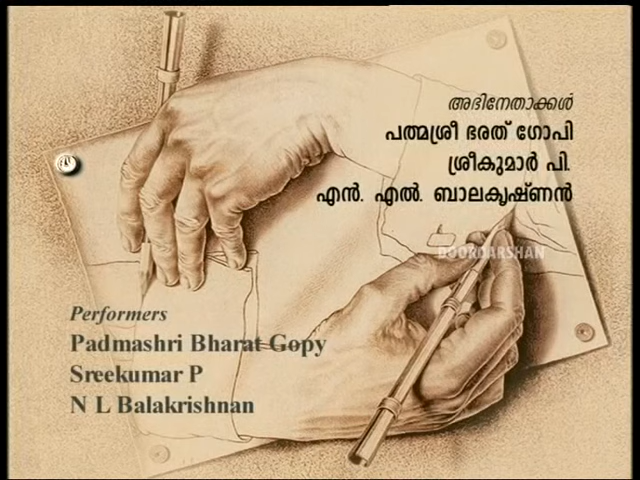 അഭിനേതാക്കൾ
പത്മശ്രീ ഭരത് ഗോപി
ശ്രീകുമാർ പി.
എൻ. എൽ. ബാലകൃഷ്ണൻ
DOORDARSHAN
Performers
Padmashri Bharat Gopy
Sreekumar P
N L Balakrishnan